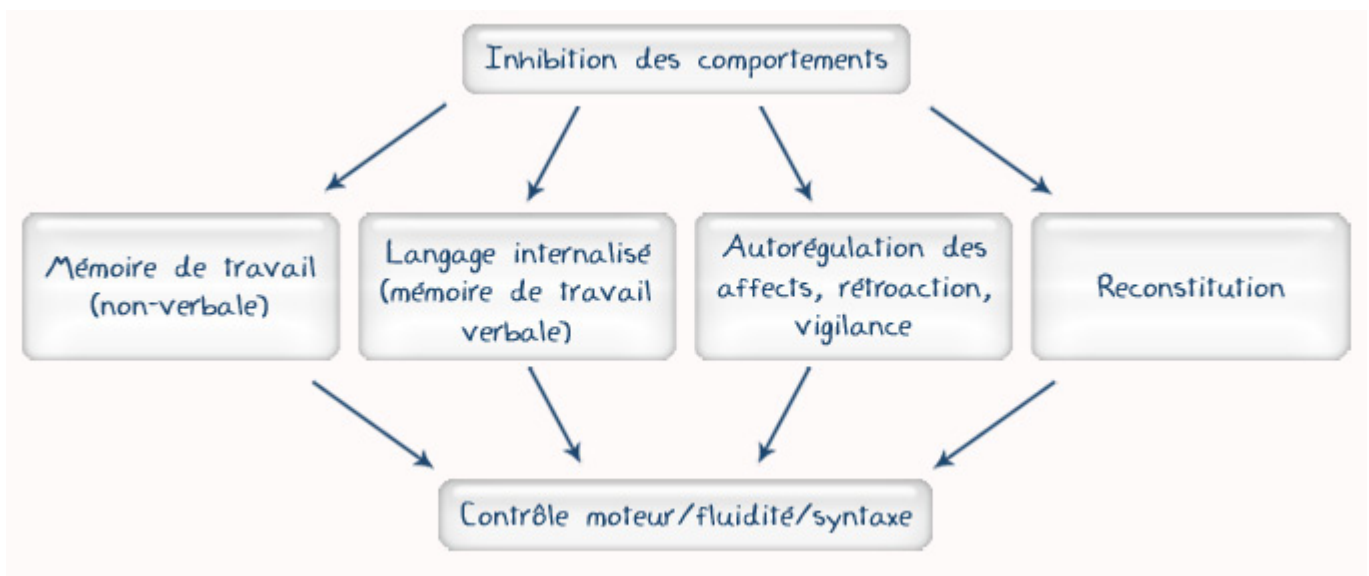 Inhibition des comportements
Mémoire de travail
(non-verbale)
Langage internalisé
(mémoire de travail
verbale)
Autorégulation des
affects, rétroaction,
vigilance
Reconstitution
Contrôle moteur/fluidité/syntaxe